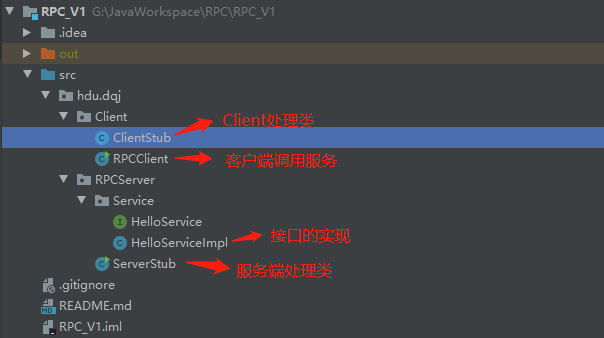 RPC_V1 G:\JavaWorkspace\RPC\RPC_V1
.idea
out
src
hdu.dqj
Client
ClientStub Client处理类
RPCClient 客户端调用服务
RPCServer
Service
HelloService
HelloServiceImpl 接口的实现
ServerStub 服务端处理类
.gitignore
README.md
RPC_V1.iml